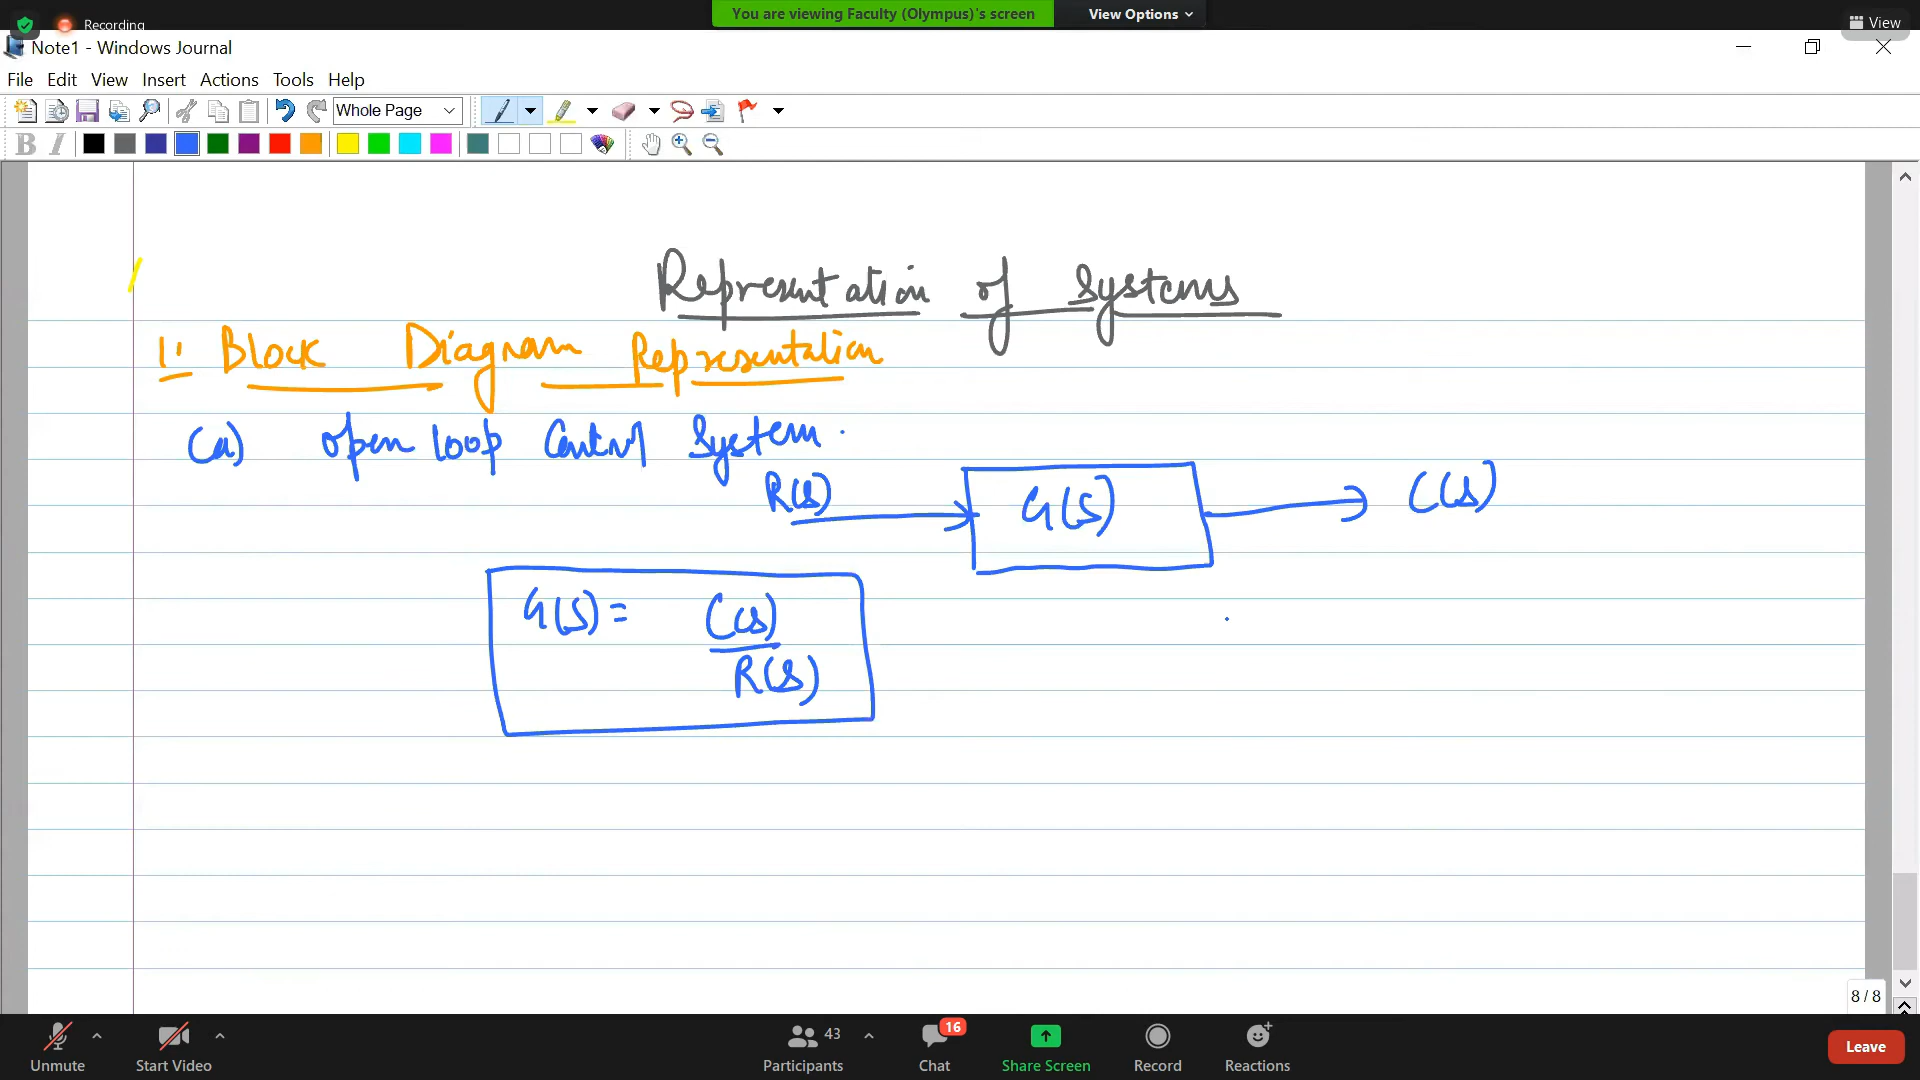 Recording
You are viewing Faculty (Olympus)'s screen
View Options
View
Note1 - Windows Journal
File Edit View Insert Actions Tools Help
Whole Page
B I
Representation of Systems
1. Block Diagram Representation
(a) open loop Control System.
R(s) G(s) C(s)
G(s) = C(s)
R(s)
8 / 8
43 16
Unmute Start Video Participants Chat Share Screen Record Reactions Leave